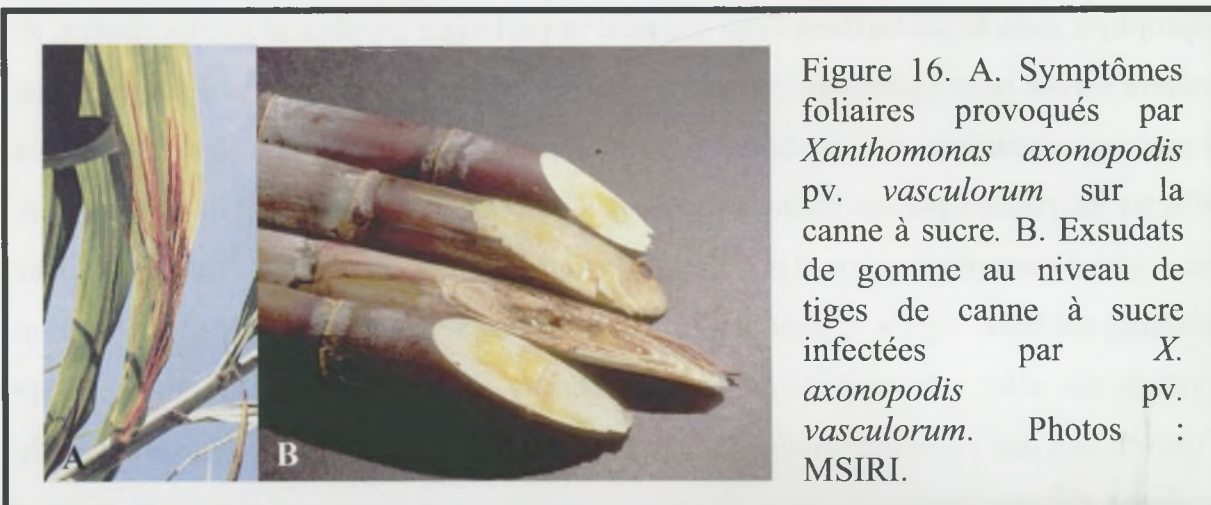 A
B
Figure 16. A. Symptômes
foliaires provoqués par
Xanthomonas axonopodis
pv. vasculorum sur la
canne à sucre. B. Exsudats
de gomme au niveau de
tiges de canne à sucre
infectées par X.
axonopodis pv.
vasculorum. Photos :
MSIRI.